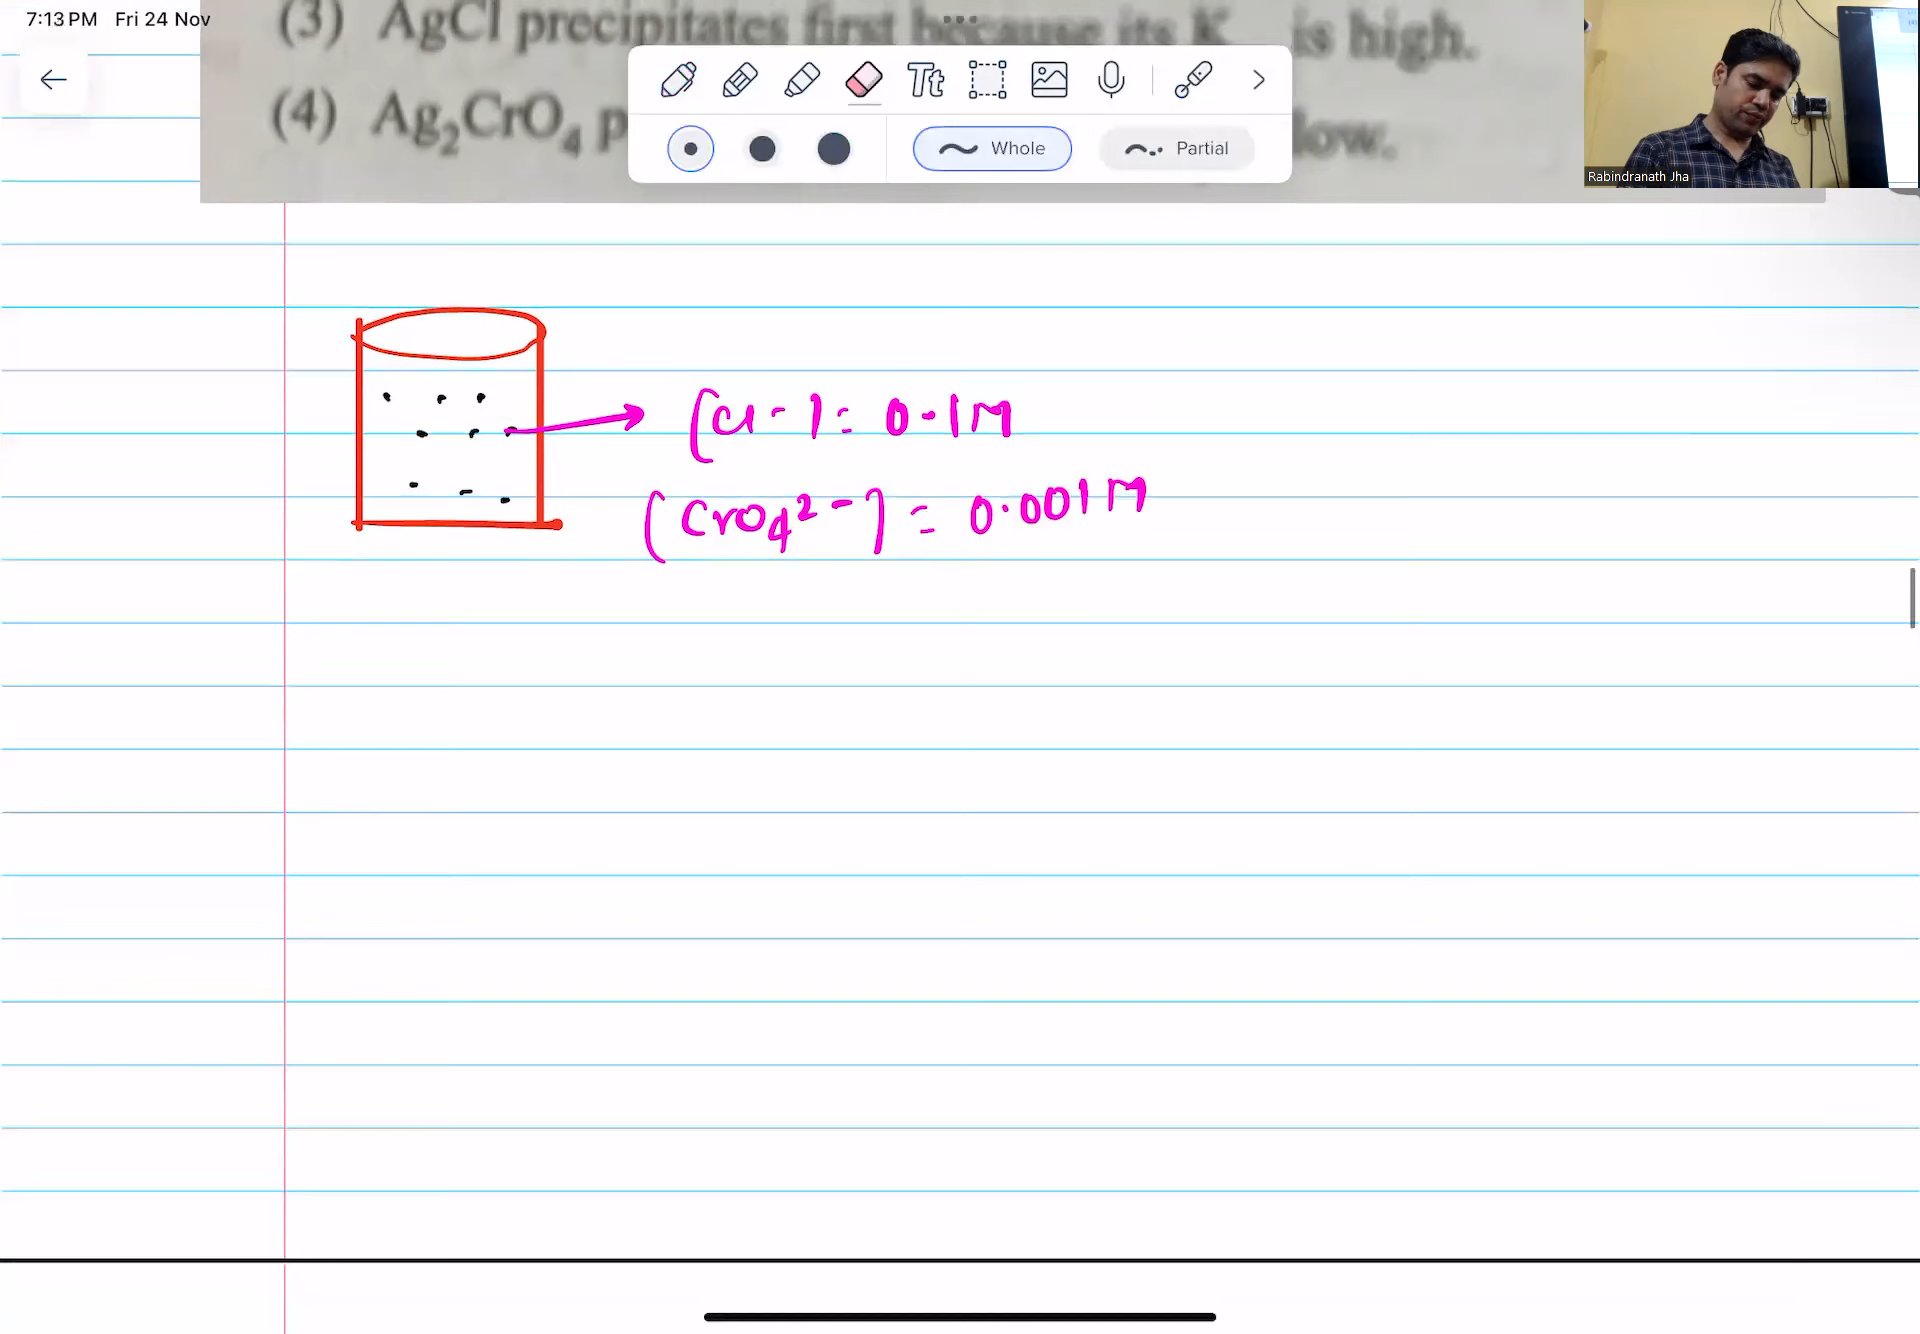 7:13 PM Fri 24 Nov
(3) AgCl precipitates first because its K is high.
(4) Ag₂CrO₄ p low.
Tt
Whole Partial
Rabindranath Jha
[Cl-] = 0.1M
[CrO₄²-] = 0.001M